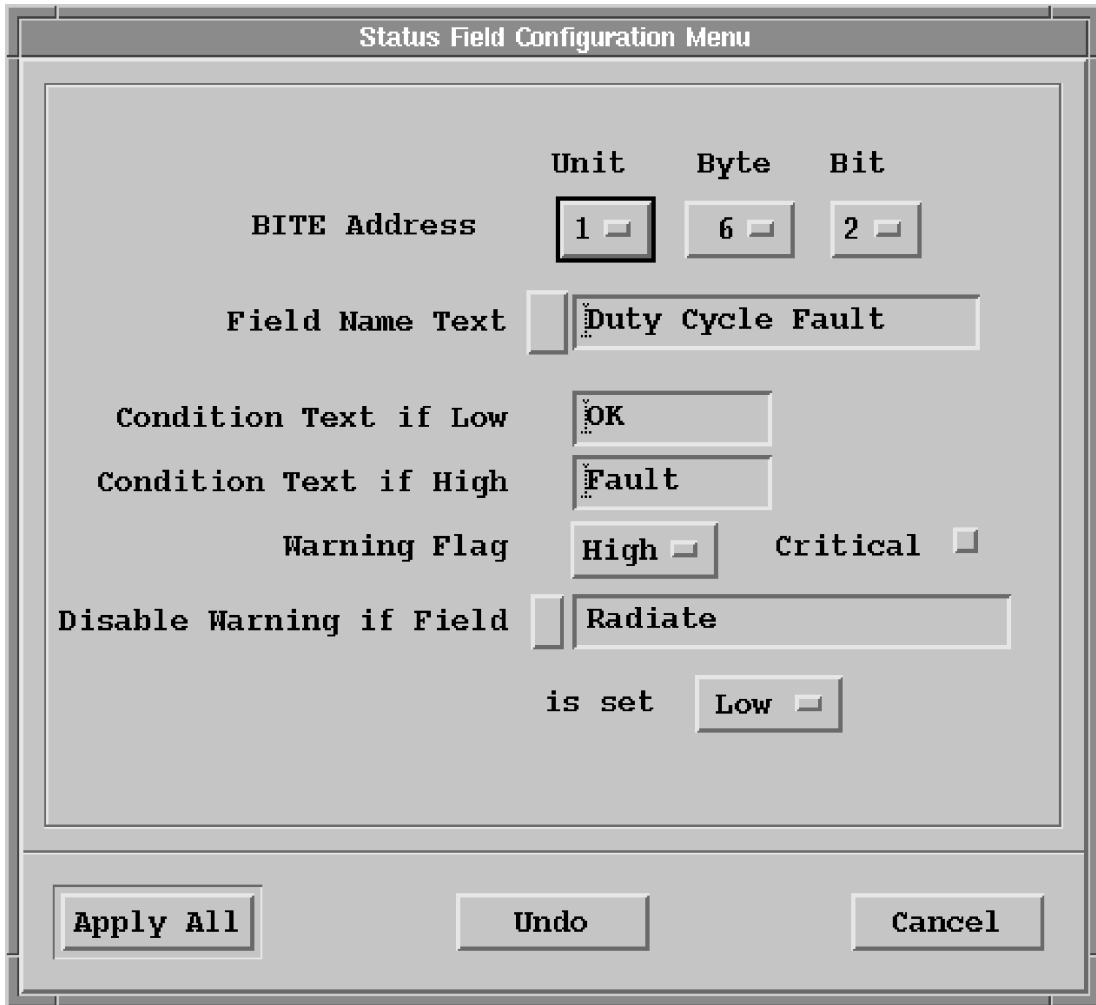 Status Field Configuration Menu
Unit Byte Bit
BITE Address 1 6 2
Field Name Text Duty Cycle Fault
Condition Text if Low OK
Condition Text if High Fault
Warning Flag High Critical
Disable Warning if Field Radiate
is set Low
Apply All Undo Cancel